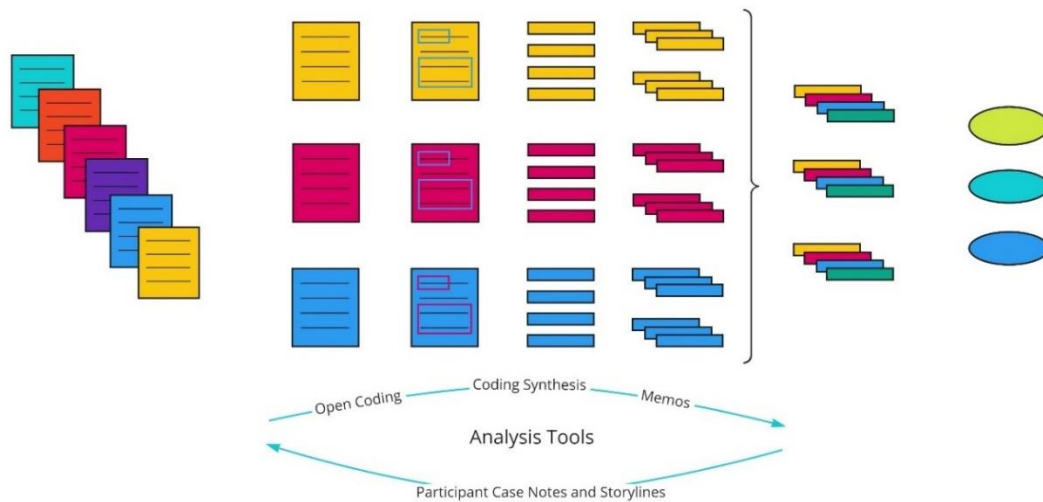 Coding Synthesis
Open Coding
Memos
Analysis Tools
Participant Case Notes and Storylines